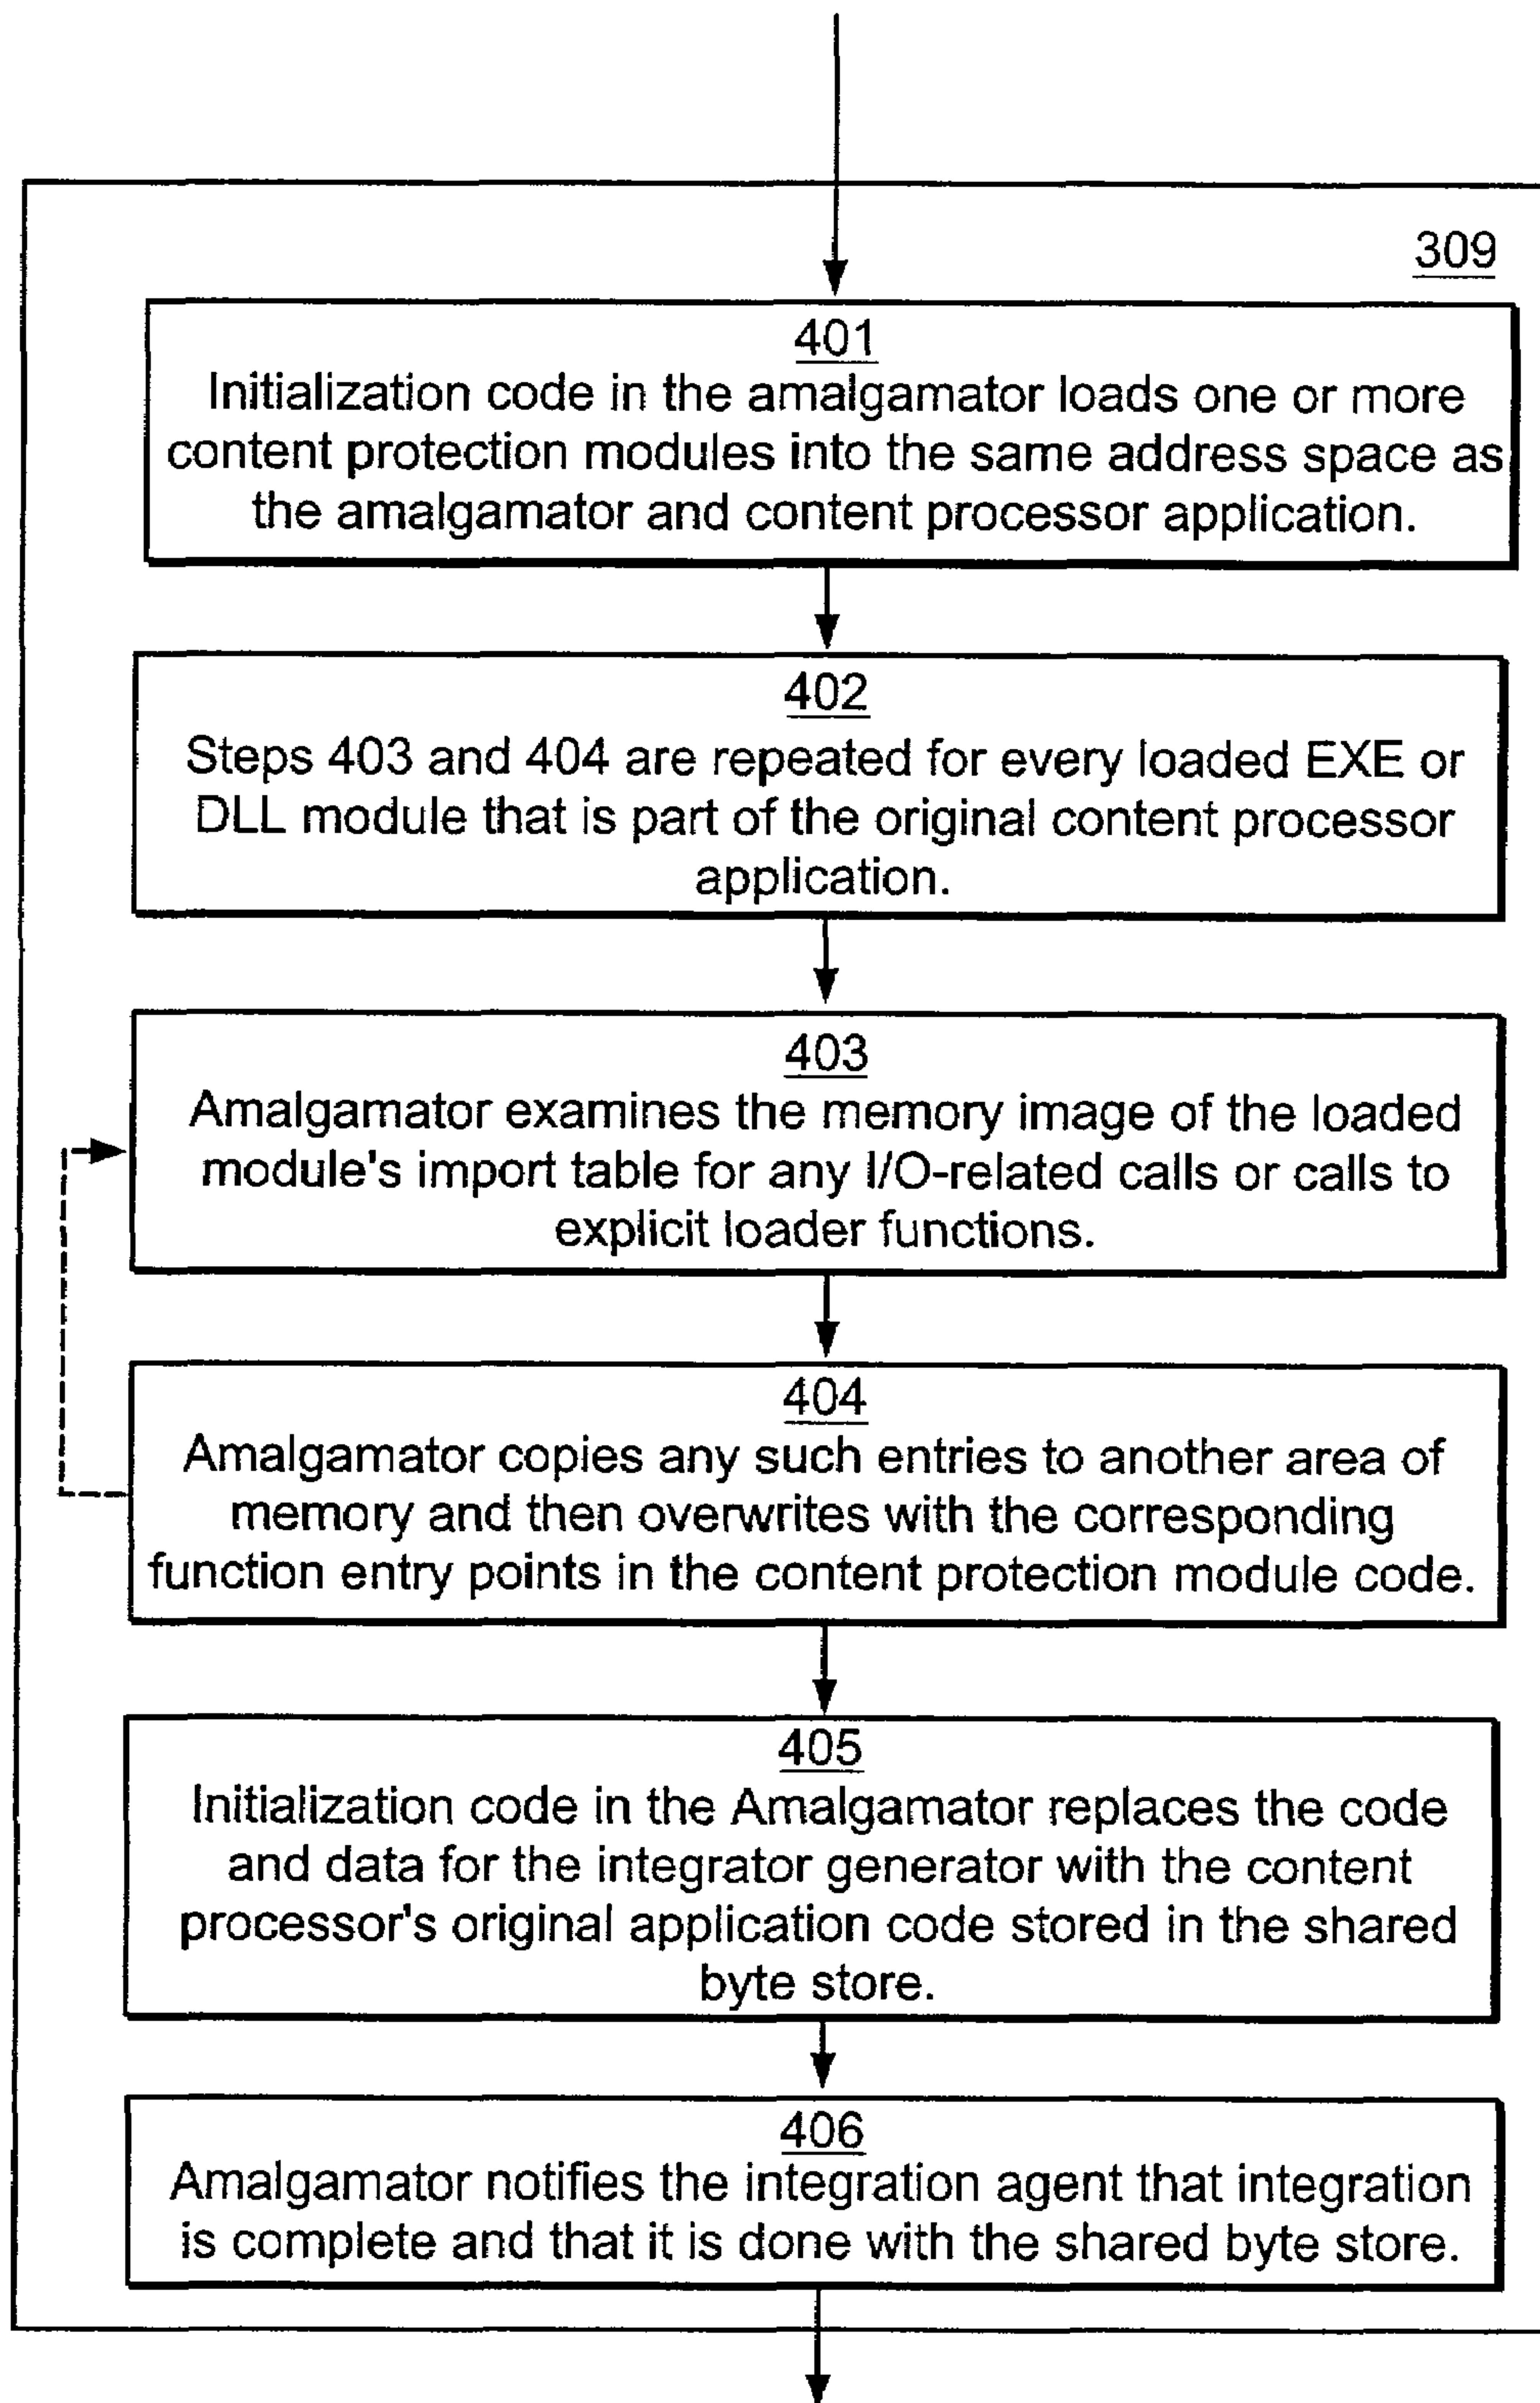 309
401
Initialization code in the amalgamator loads one or more
content protection modules into the same address space as
the amalgamator and content processor application.
402
Steps 403 and 404 are repeated for every loaded EXE or
DLL module that is part of the original content processor
application.
403
Amalgamator examines the memory image of the loaded
module's import table for any I/O-related calls or calls to
explicit loader functions.
404
Amalgamator copies any such entries to another area of
memory and then overwrites with the corresponding
function entry points in the content protection module code.
405
Initialization code in the Amalgamator replaces the code
and data for the integrator generator with the content
processor's original application code stored in the shared
byte store.
406
Amalgamator notifies the integration agent that integration
is complete and that it is done with the shared byte store.